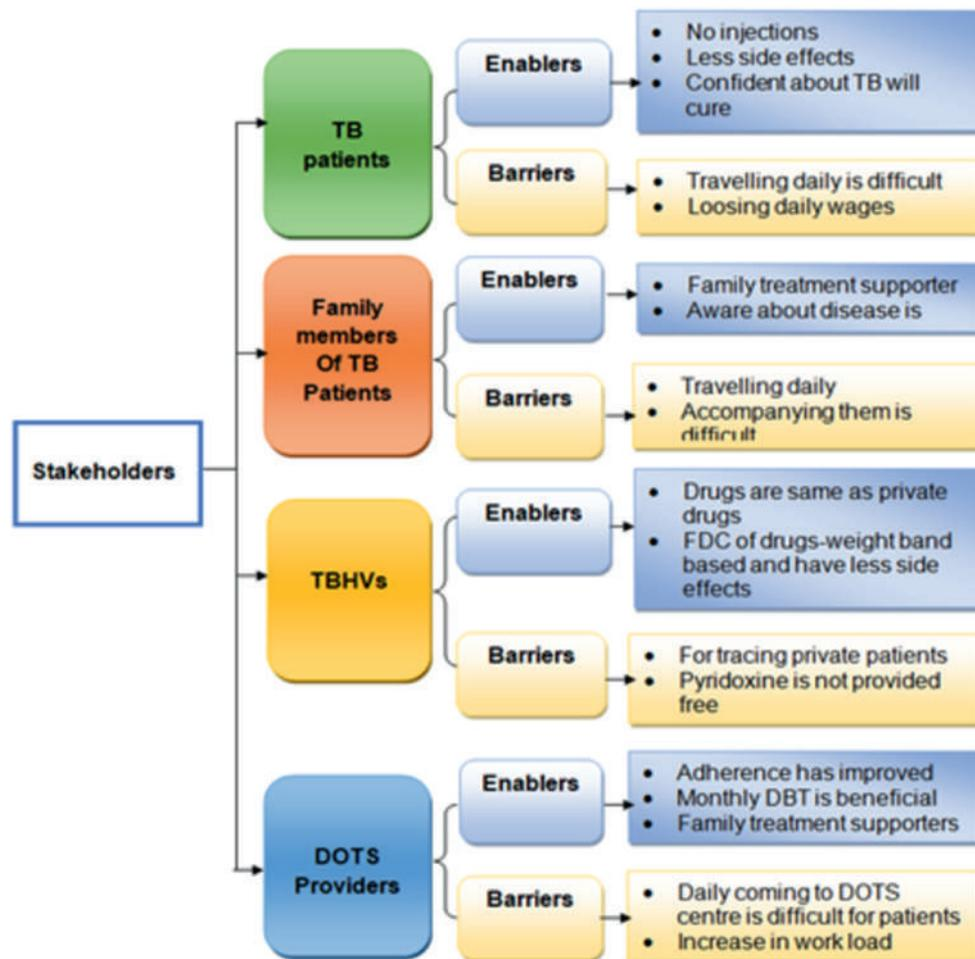 Stakeholders
TB
patients
Enablers
• No injections
• Less side effects
• Confident about TB will
cure
Barriers
• Travelling daily is difficult
• Loosing daily wages
Family
members
Of TB
Patients
Enablers
• Family treatment supporter
• Aware about disease is
Barriers
• Travelling daily
• Accompanying them is
difficult
TBHVs
Enablers
• Drugs are same as private
drugs
• FDC of drugs-weight band
based and have less side
effects
Barriers
• For tracing private patients
• Pyridoxine is not provided
free
DOTS
Providers
Enablers
• Adherence has improved
• Monthly DBT is beneficial
• Family treatment supporters
Barriers
• Daily coming to DOTS
centre is difficult for patients
• Increase in work load